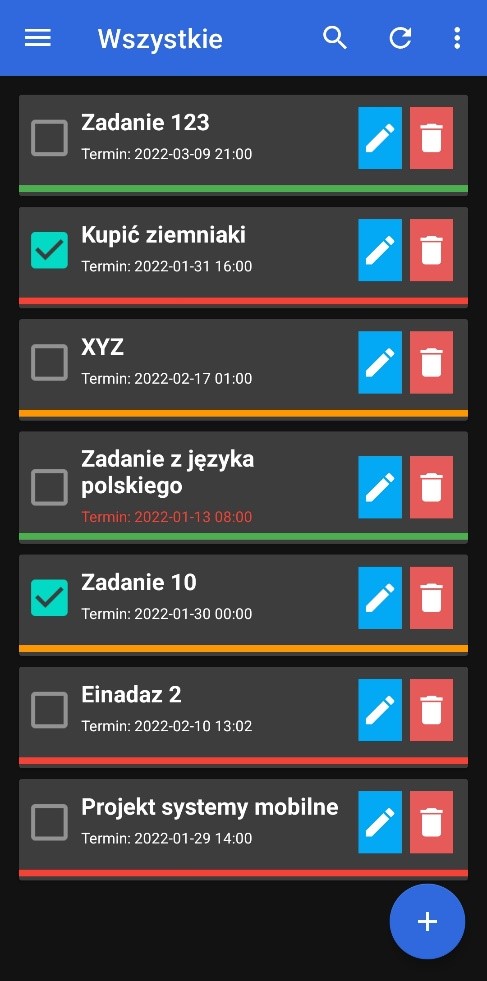 Wszystkie
Zadanie 123
Termin: 2022-03-09 21:00
Kupić ziemniaki
Termin: 2022-01-31 16:00
XYZ
Termin: 2022-02-17 01:00
Zadanie z języka
polskiego
Termin: 2022-01-13 08:00
Zadanie 10
Termin: 2022-01-30 00:00
Einadaz 2
Termin: 2022-02-10 13:02
Projekt systemy mobilne
Termin: 2022-01-29 14:00